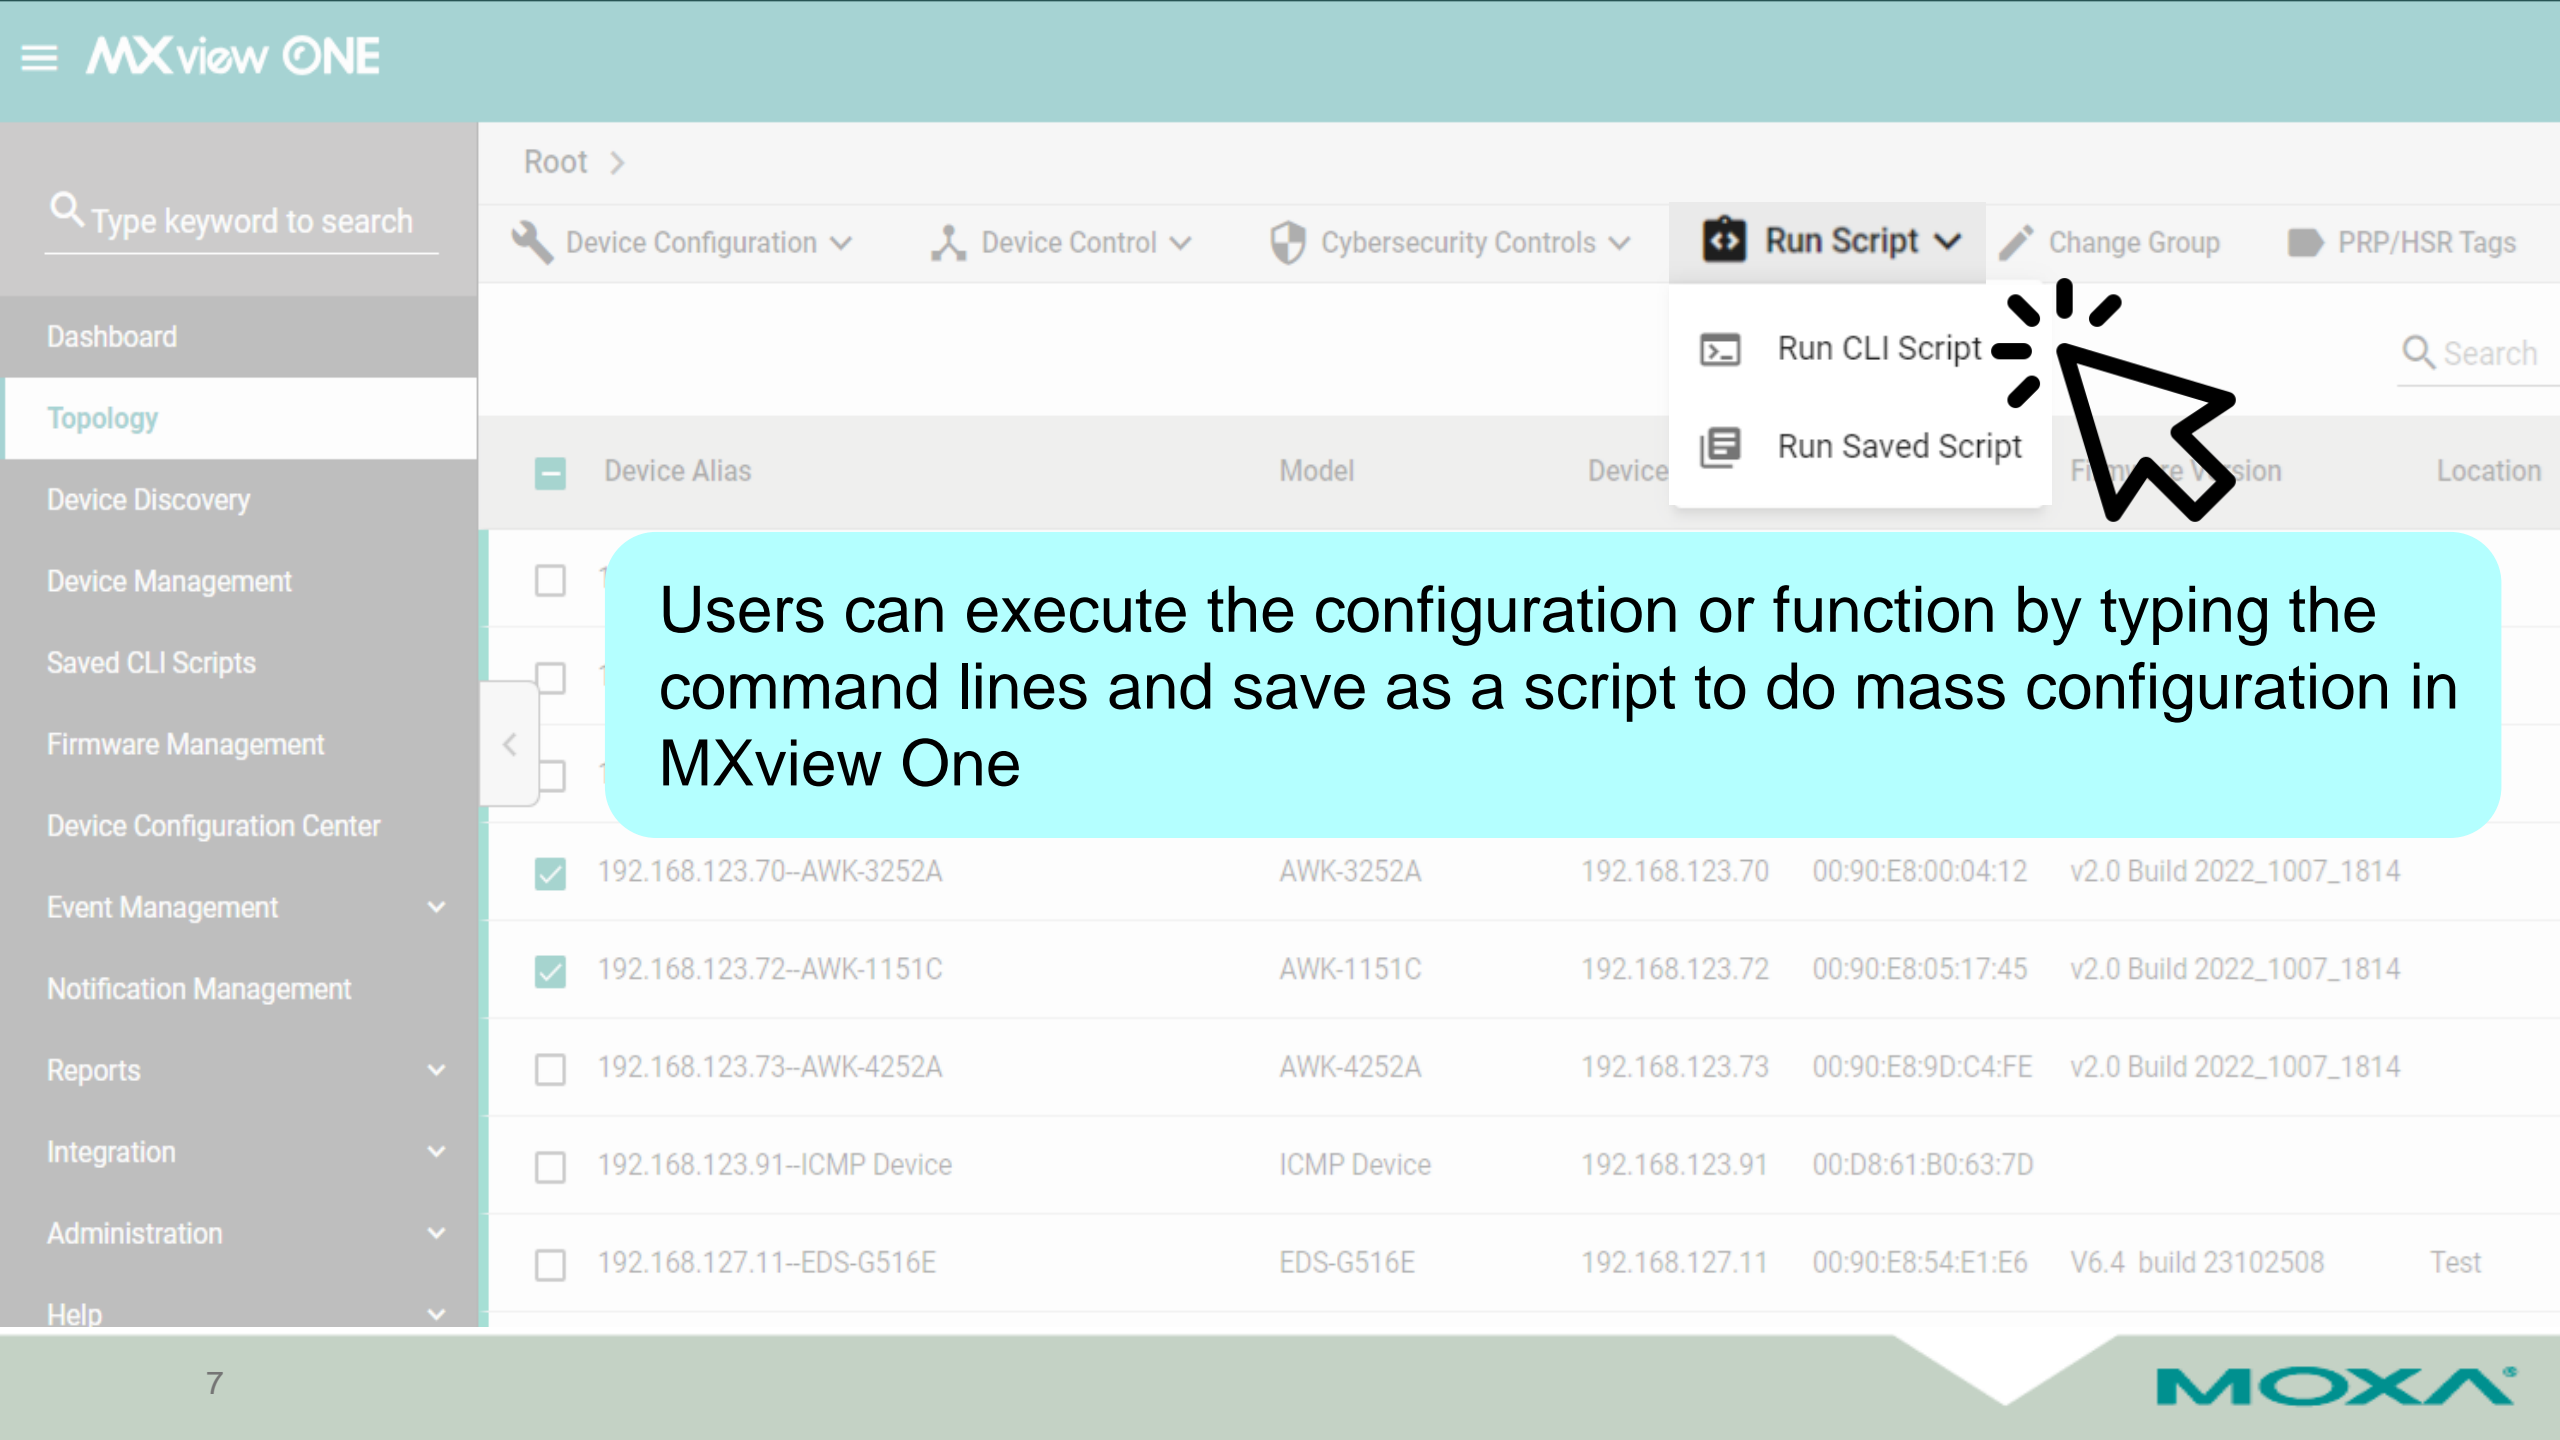 MXview ONE
Type keyword to search
Dashboard
Topology
Device Discovery
Device Management
Saved CLI Scripts
Firmware Management
Device Configuration Center
Event Management
Notification Management
Reports
Integration
Administration
Help
Root >
Device Configuration Device Control Cybersecurity Controls Run Script Change Group PRP/HSR Tags
Run CLI Script
Run Saved Script
Search
Device Alias Model Device Location
Users can execute the configuration or function by typing the
command lines and save as a script to do mass configuration in
MXview One
192.168.123.70--AWK-3252A AWK-3252A 192.168.123.70 00:90:E8:00:04:12 v2.0 Build 2022_1007_1814
192.168.123.72--AWK-1151C AWK-1151C 192.168.123.72 00:90:E8:05:17:45 v2.0 Build 2022_1007_1814
192.168.123.73--AWK-4252A AWK-4252A 192.168.123.73 00:90:E8:9D:C4:FE v2.0 Build 2022_1007_1814
192.168.123.91--ICMP Device ICMP Device 192.168.123.91 00:D8:61:B0:63:7D
192.168.127.11--EDS-G516E EDS-G516E 192.168.127.11 00:90:E8:54:E1:E6 V6.4 build 23102508 Test
7
MOXA®